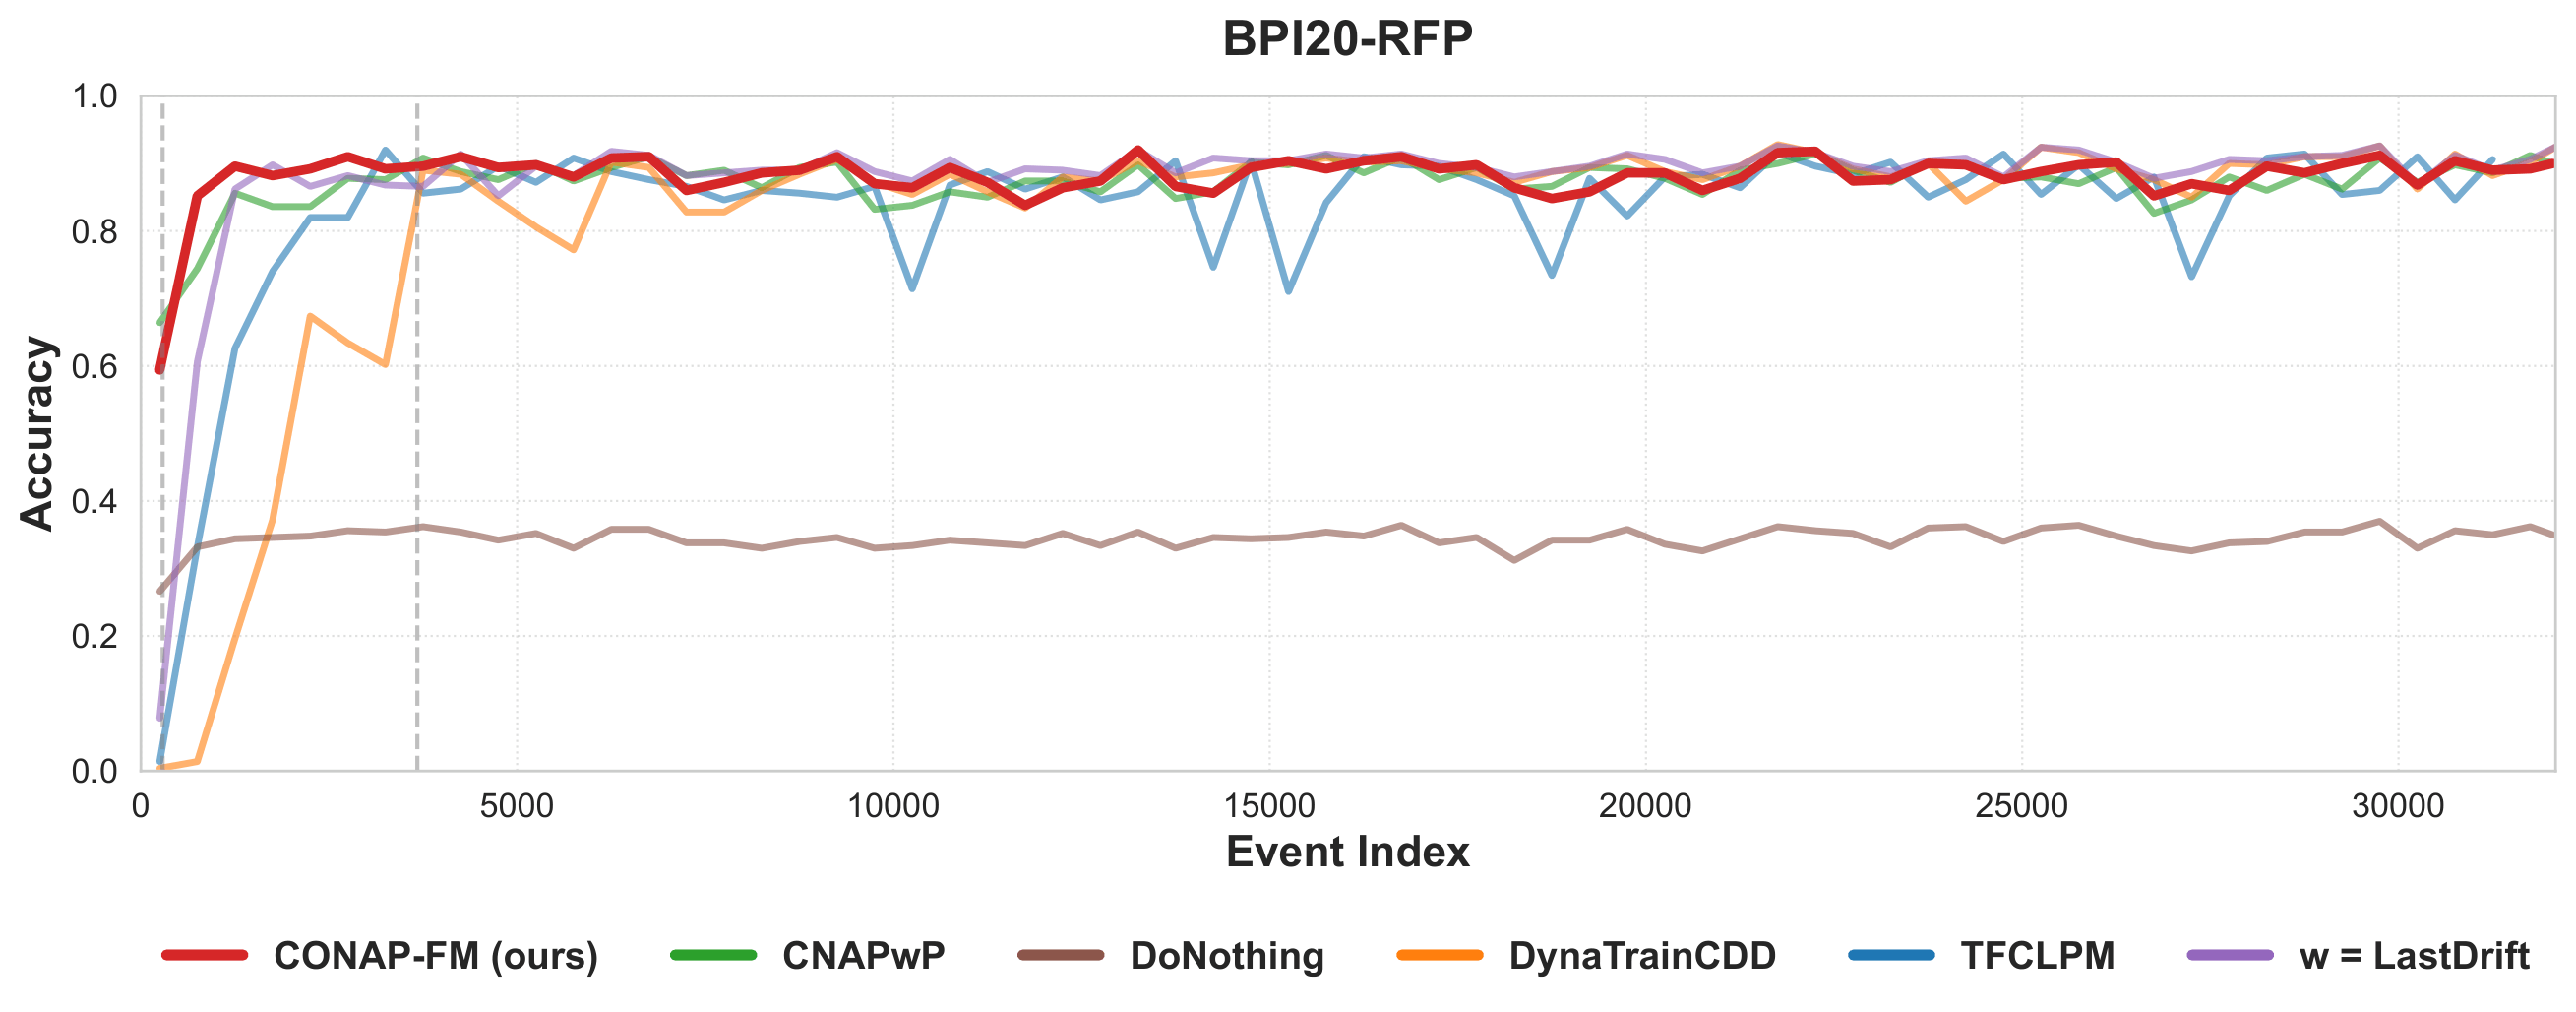 BPI20-RFP
1.0
0.8
0.6
0.4
0.2
0.0
Accuracy
0 5000 10000 15000 20000 25000 30000
Event Index
CONAP-FM (ours) CNAPwP DoNothing DynaTrainCDD TFCLPM w = LastDrift